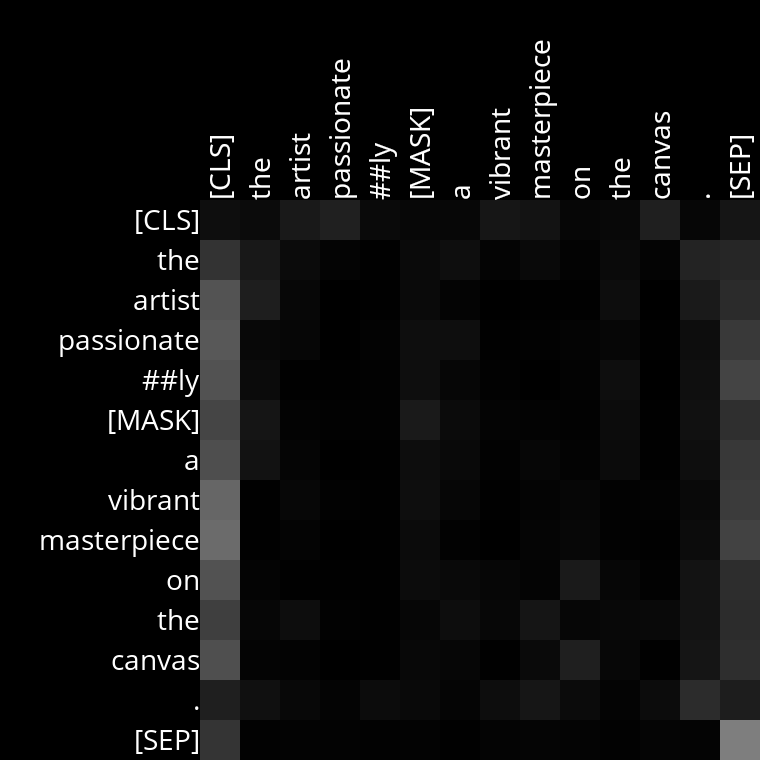 [CLS] the artist passionate ##ly [MASK] a vibrant masterpiece on the canvas . [SEP]
[CLS]
the
artist
passionate
##ly
[MASK]
a
vibrant
masterpiece
on
the
canvas
.
[SEP]